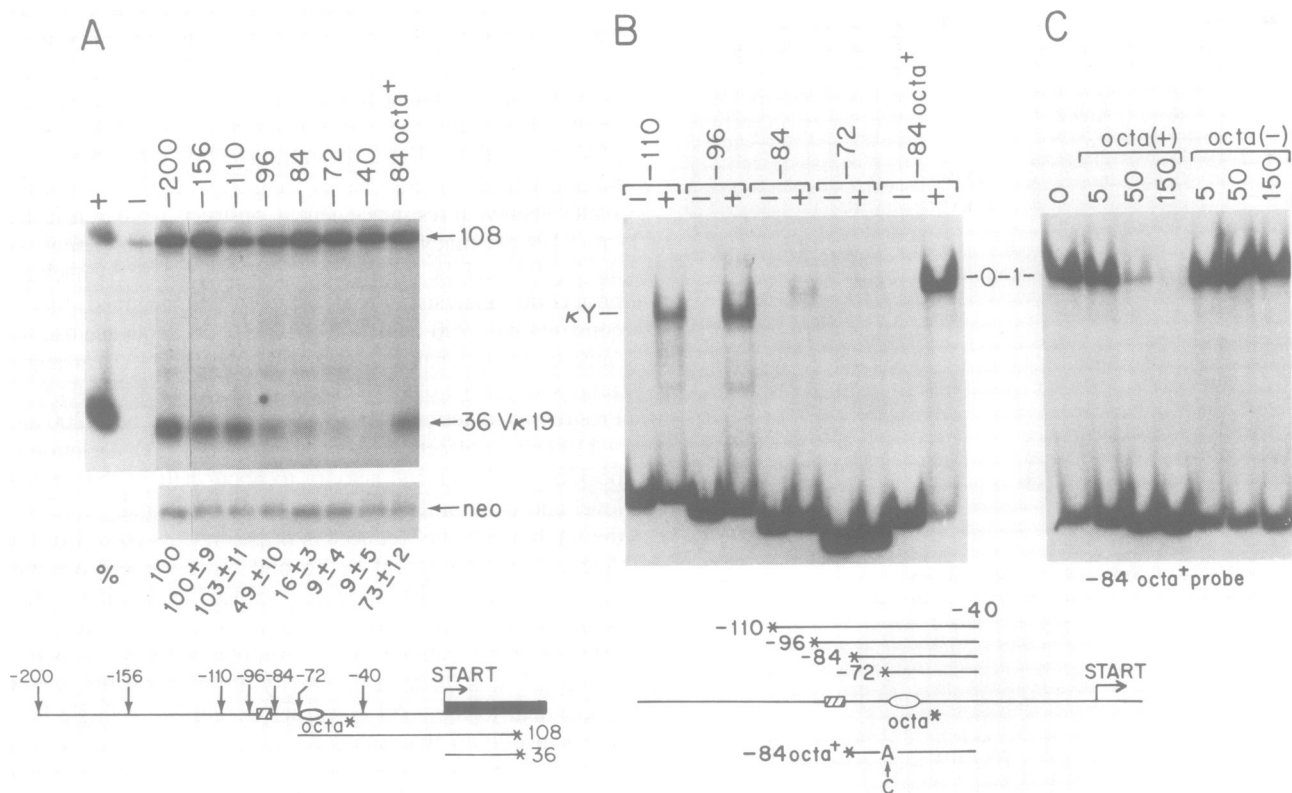 A
+ − −200 −156 −110 −96 −84 −72 −40 −84 octa⁺
←108
←36 Vκ19
←neo
% 100 100±9 103±11 49±10 16±3 9±4 9±5 73±12
−200 −156 −110 −96 −84 −72 −40 START
octa*
108
36
B
−110 −96 −84 −72 −84 octa⁺
− + − + − + − + − +
κY−
−O-1−
−40
−110
−96
−84
−72
START
octa*
−84 octa⁺ A
C
C
octa(+) octa(−)
0 5 50 150 5 50 150
−84 octa⁺ probe